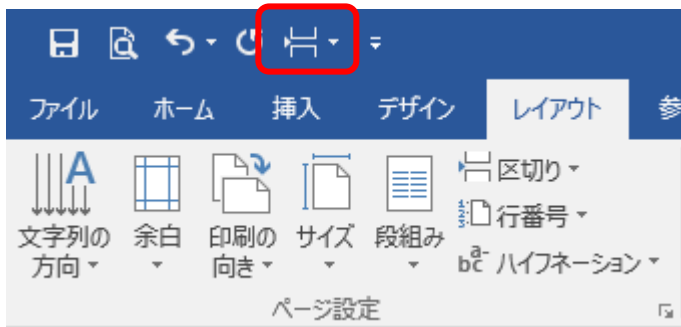 ファイル ホーム 挿入 デザイン レイアウト 参
文字列の方向 余白 印刷の向き サイズ 段組み
区切り
行番号
ハイフネーション
ページ設定